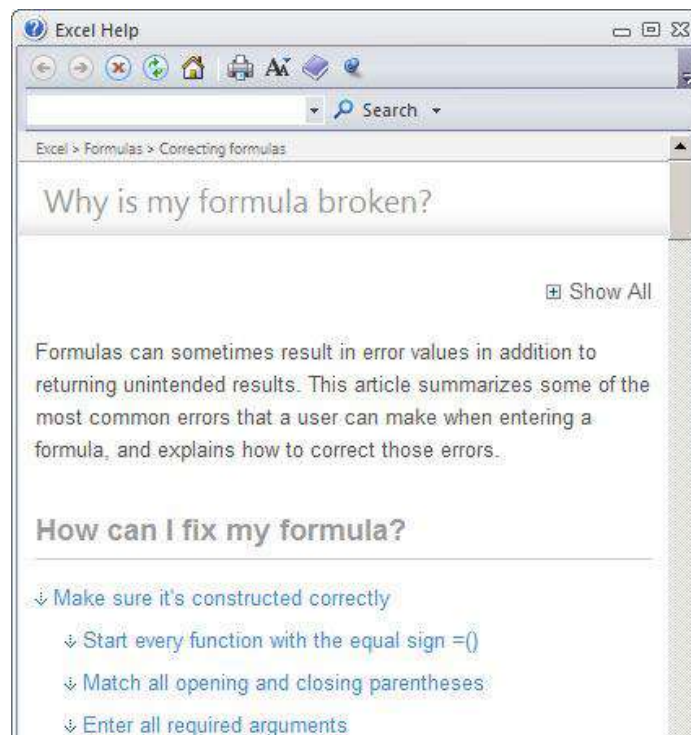 Excel Help
Search
Excel > Formulas > Correcting formulas
Why is my formula broken?
Show All
Formulas can sometimes result in error values in addition to
returning unintended results. This article summarizes some of the
most common errors that a user can make when entering a
formula, and explains how to correct those errors.
How can I fix my formula?
Make sure it's constructed correctly
Start every function with the equal sign =()
Match all opening and closing parentheses
Enter all required arguments